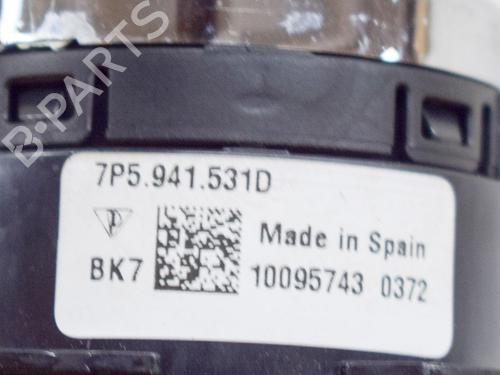 B-PARTS
7P5.941.531D
Made in Spain
BK7
10095743 0372